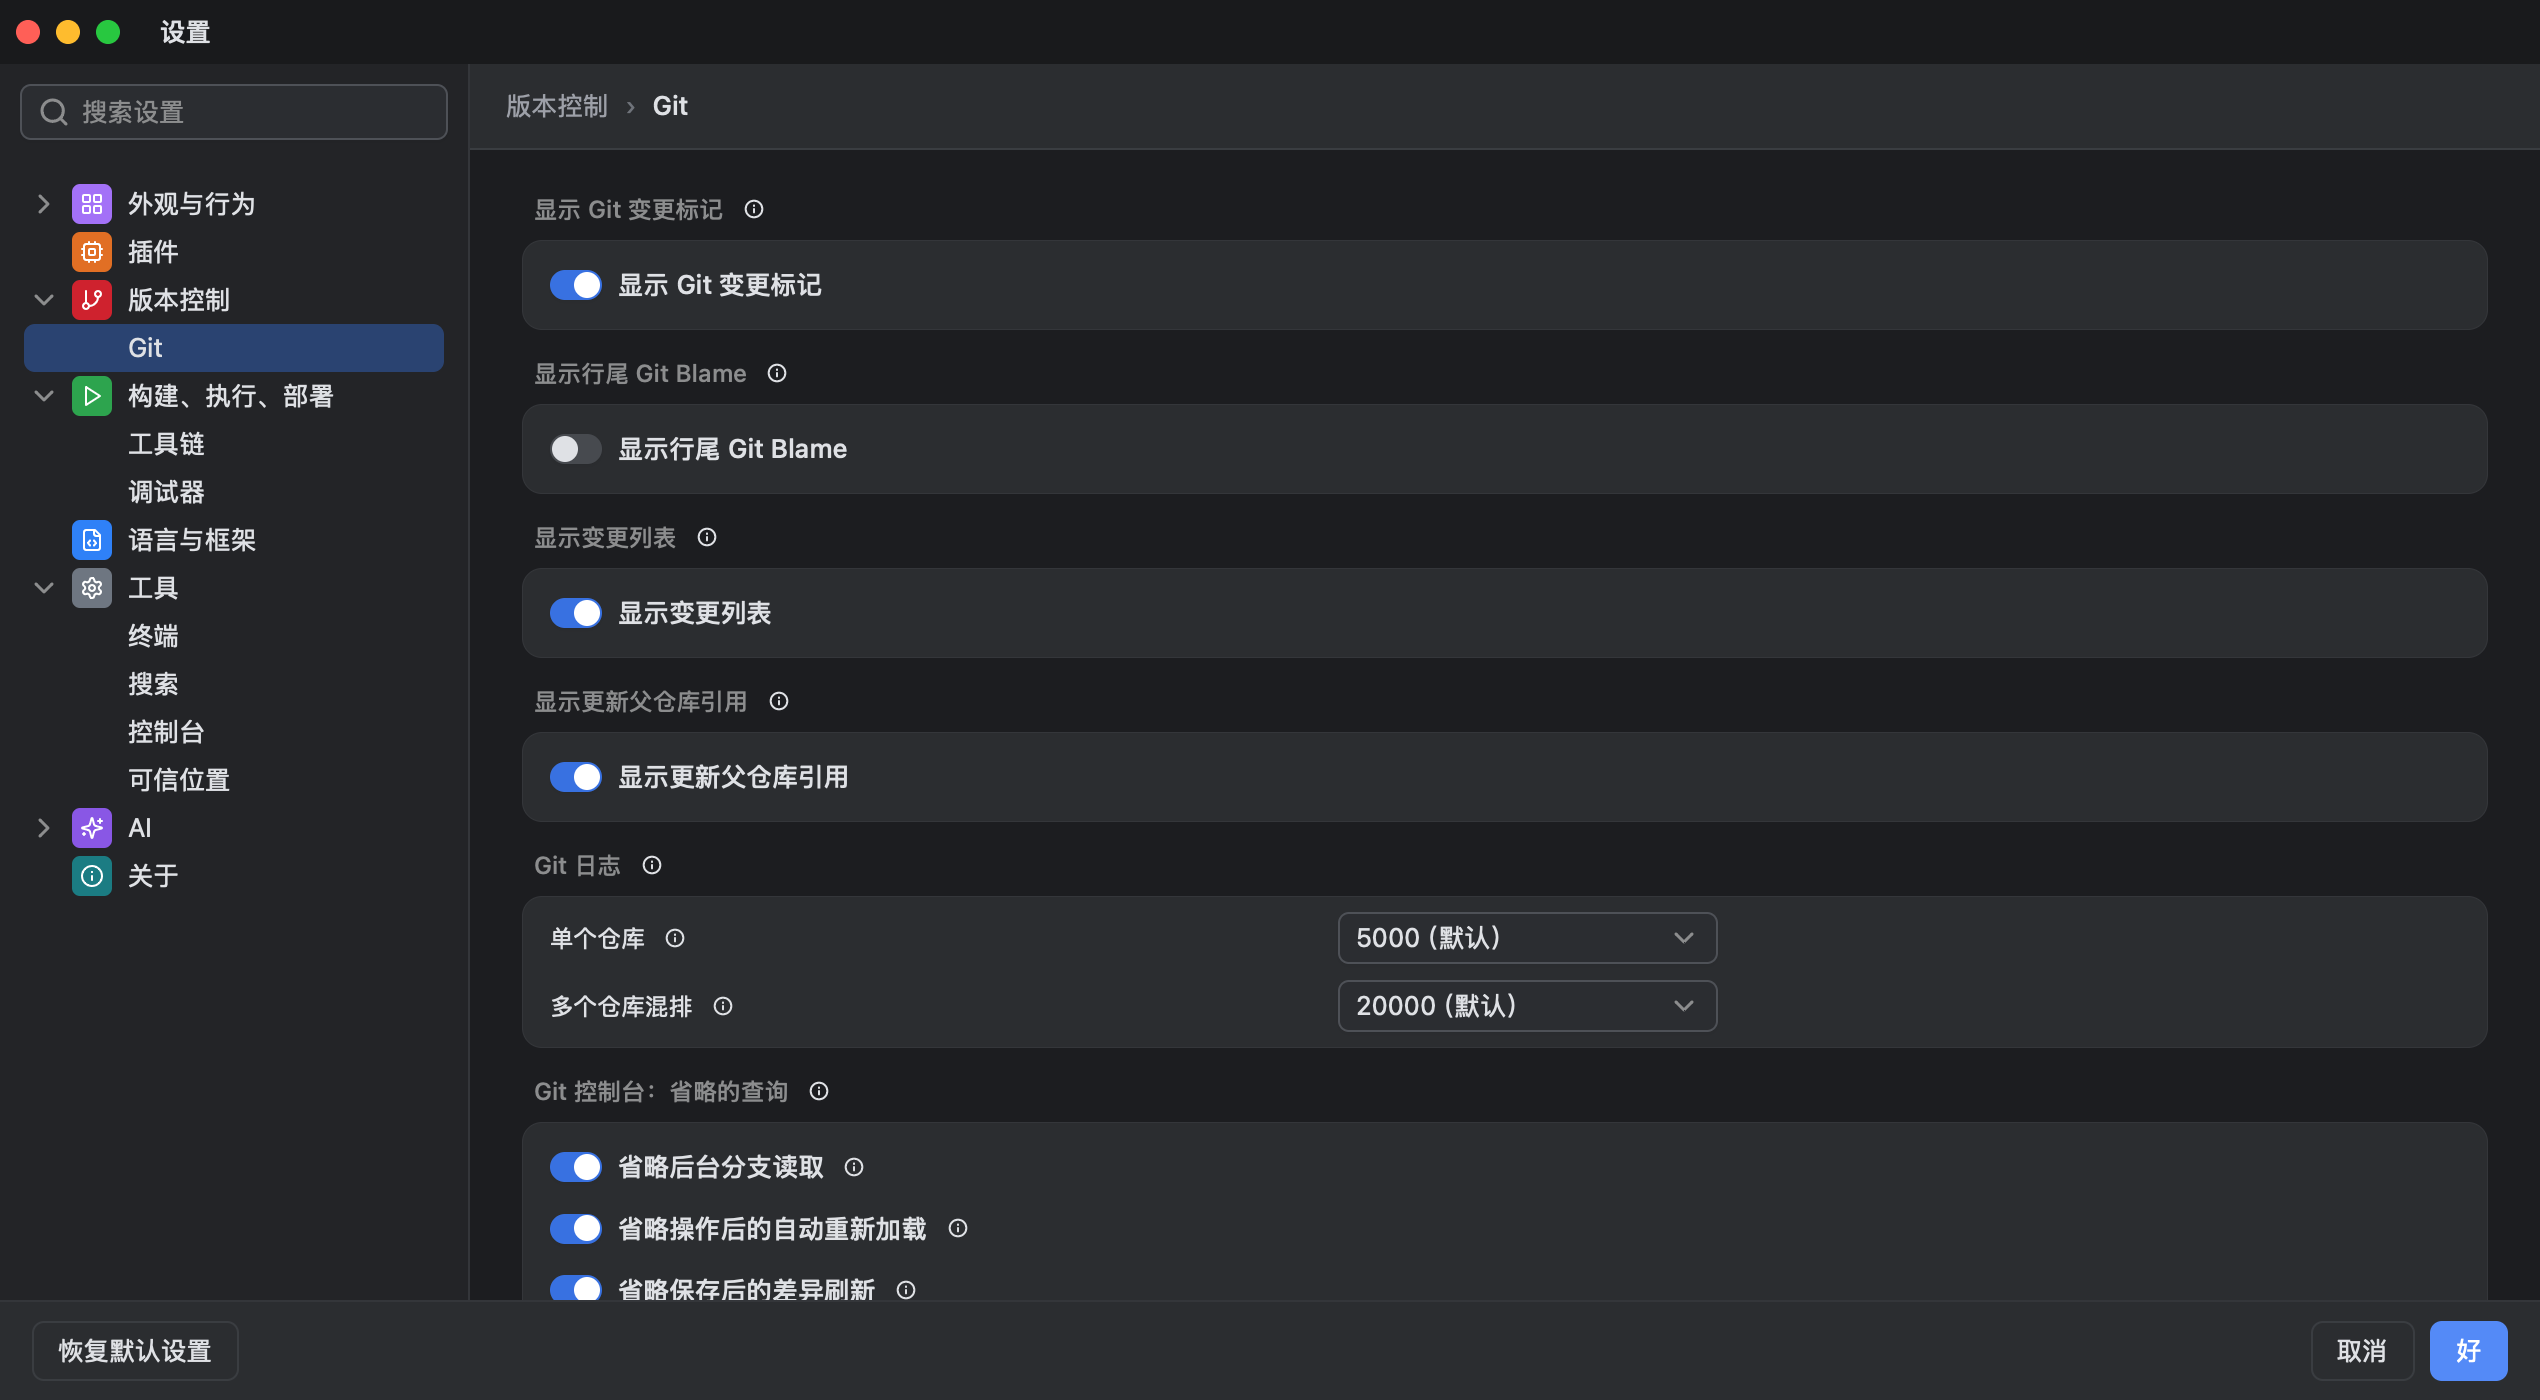 设置
搜索设置
外观与行为
插件
版本控制
Git
构建、执行、部署
工具链
调试器
语言与框架
工具
终端
搜索
控制台
可信位置
AI
关于
版本控制 › Git
显示 Git 变更标记
显示 Git 变更标记
显示行尾 Git Blame
显示行尾 Git Blame
显示变更列表
显示变更列表
显示更新父仓库引用
显示更新父仓库引用
Git 日志
单个仓库 5000 (默认)
多个仓库混排 20000 (默认)
Git 控制台：省略的查询
省略后台分支读取
省略操作后的自动重新加载
省略保存后的差异刷新
恢复默认设置
取消
好